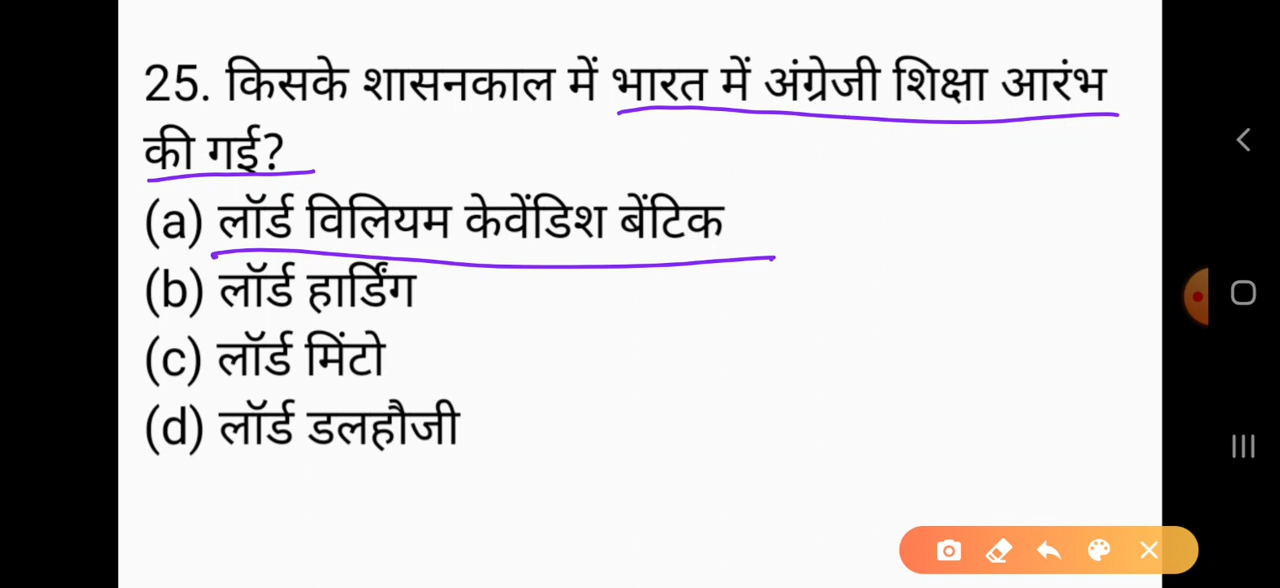 25. किसके शासनकाल में भारत में अंग्रेजी शिक्षा आरंभ
की गई?
(a) लॉर्ड विलियम केवेंडिश बेंटिक
(b) लॉर्ड हार्डिंग
(c) लॉर्ड मिंटो
(d) लॉर्ड डलहौजी